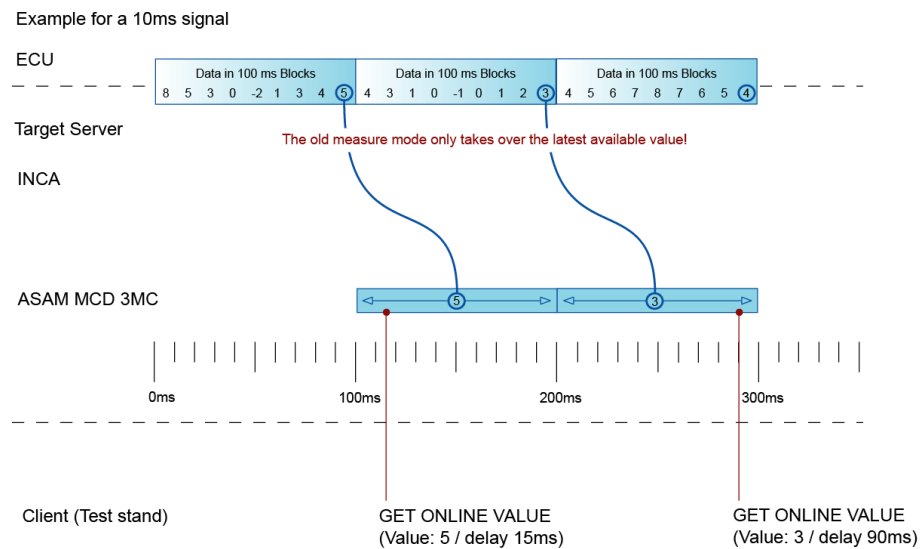 Example for a 10ms signal
ECU
Data in 100 ms Blocks
Data in 100 ms Blocks
Data in 100 ms Blocks
8 5 3 0 -2 1 3 4 5
4 3 1 0 -1 0 1 2 3
4 5 6 7 8 7 6 5 4
Target Server
The old measure mode only takes over the latest available value!
INCA
ASAM MCD 3MC
5
3
0ms
100ms
200ms
300ms
Client (Test stand)
GET ONLINE VALUE
(Value: 5 / delay 15ms)
GET ONLINE VALUE
(Value: 3 / delay 90ms)